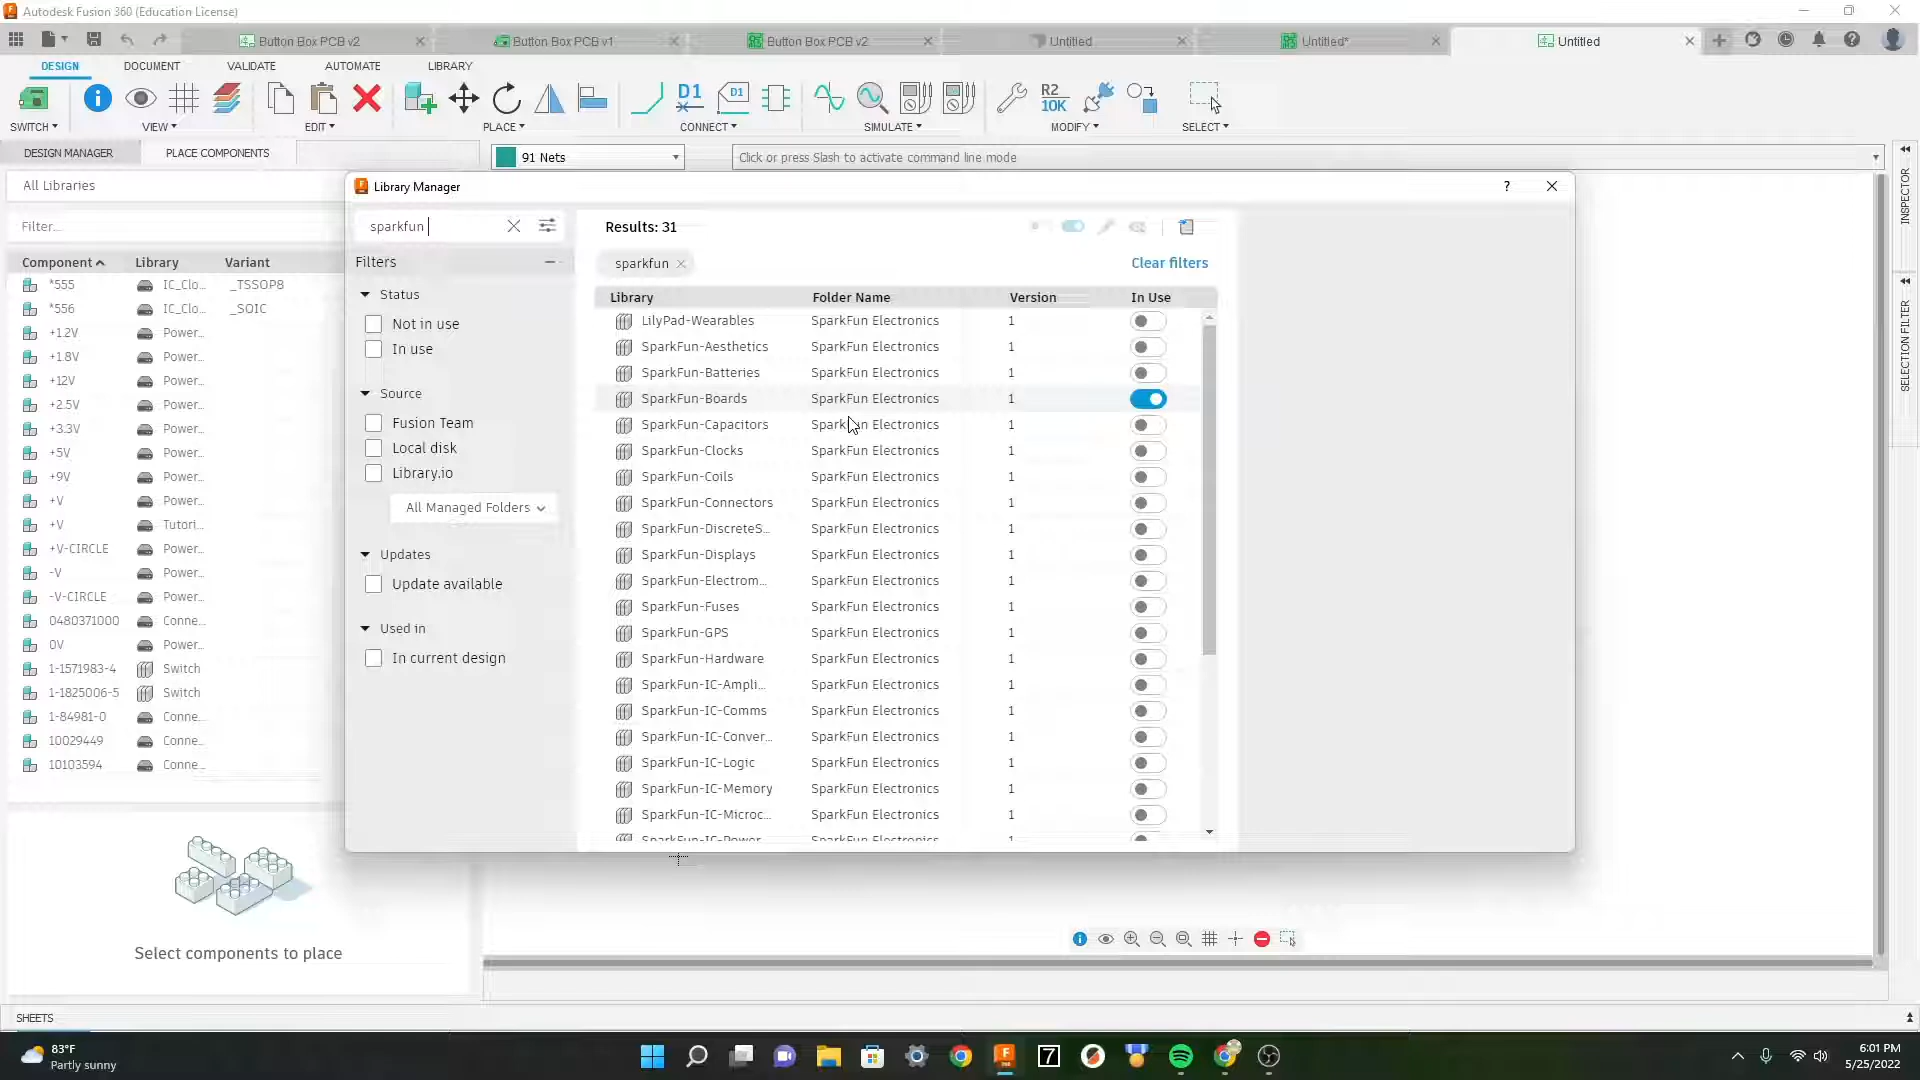 Autodesk Fusion 360 (Education License)
Button Box PCB v2
Button Box PCB v1
Button Box PCB v2
Untitled
Untitled*
Untitled
DESIGN
DOCUMENT
VALIDATE
AUTOMATE
LIBRARY
D1
D1
R2
10K
SWITCH
VIEW
EDIT
PLACE
CONNECT
SIMULATE
MODIFY
SELECT
DESIGN MANAGER
PLACE COMPONENTS
91 Nets
Click or press Slash to activate command line mode
All Libraries
Filter...
Component Library Variant
*555 IC_Clo... _TSSOP8
*556 IC_Clo... _SOIC
+1.2V Power...
+1.8V Power...
+12V Power...
+2.5V Power...
+3.3V Power...
+5V Power...
+9V Power...
+V Power...
+V Tutori...
+V-CIRCLE Power...
-V Power...
-V-CIRCLE Power...
0480371000 Conne...
0V Power...
1-1571983-4 Switch
1-1825006-5 Switch
1-84981-0 Conne...
10029449 Conne...
10103594 Conne...
Select components to place
Library Manager
?
sparkfun
Filters
Status
Not in use
In use
Source
Fusion Team
Local disk
Library.io
All Managed Folders
Updates
Update available
Used in
In current design
Results: 31
sparkfun
Clear filters
Library Folder Name Version In Use
LilyPad-Wearables SparkFun Electronics 1
SparkFun-Aesthetics SparkFun Electronics 1
SparkFun-Batteries SparkFun Electronics 1
SparkFun-Boards SparkFun Electronics 1
SparkFun-Capacitors SparkFun Electronics 1
SparkFun-Clocks SparkFun Electronics 1
SparkFun-Coils SparkFun Electronics 1
SparkFun-Connectors SparkFun Electronics 1
SparkFun-DiscreteS... SparkFun Electronics 1
SparkFun-Displays SparkFun Electronics 1
SparkFun-Electrom... SparkFun Electronics 1
SparkFun-Fuses SparkFun Electronics 1
SparkFun-GPS SparkFun Electronics 1
SparkFun-Hardware SparkFun Electronics 1
SparkFun-IC-Ampli... SparkFun Electronics 1
SparkFun-IC-Comms SparkFun Electronics 1
SparkFun-IC-Conver... SparkFun Electronics 1
SparkFun-IC-Logic SparkFun Electronics 1
SparkFun-IC-Memory SparkFun Electronics 1
SparkFun-IC-Microc... SparkFun Electronics 1
SparkFun-IC-Power SparkFun Electronics 1
INSPECTOR
SELECTION FILTER
SHEETS
83°F
Partly sunny
7
6:01 PM
5/25/2022